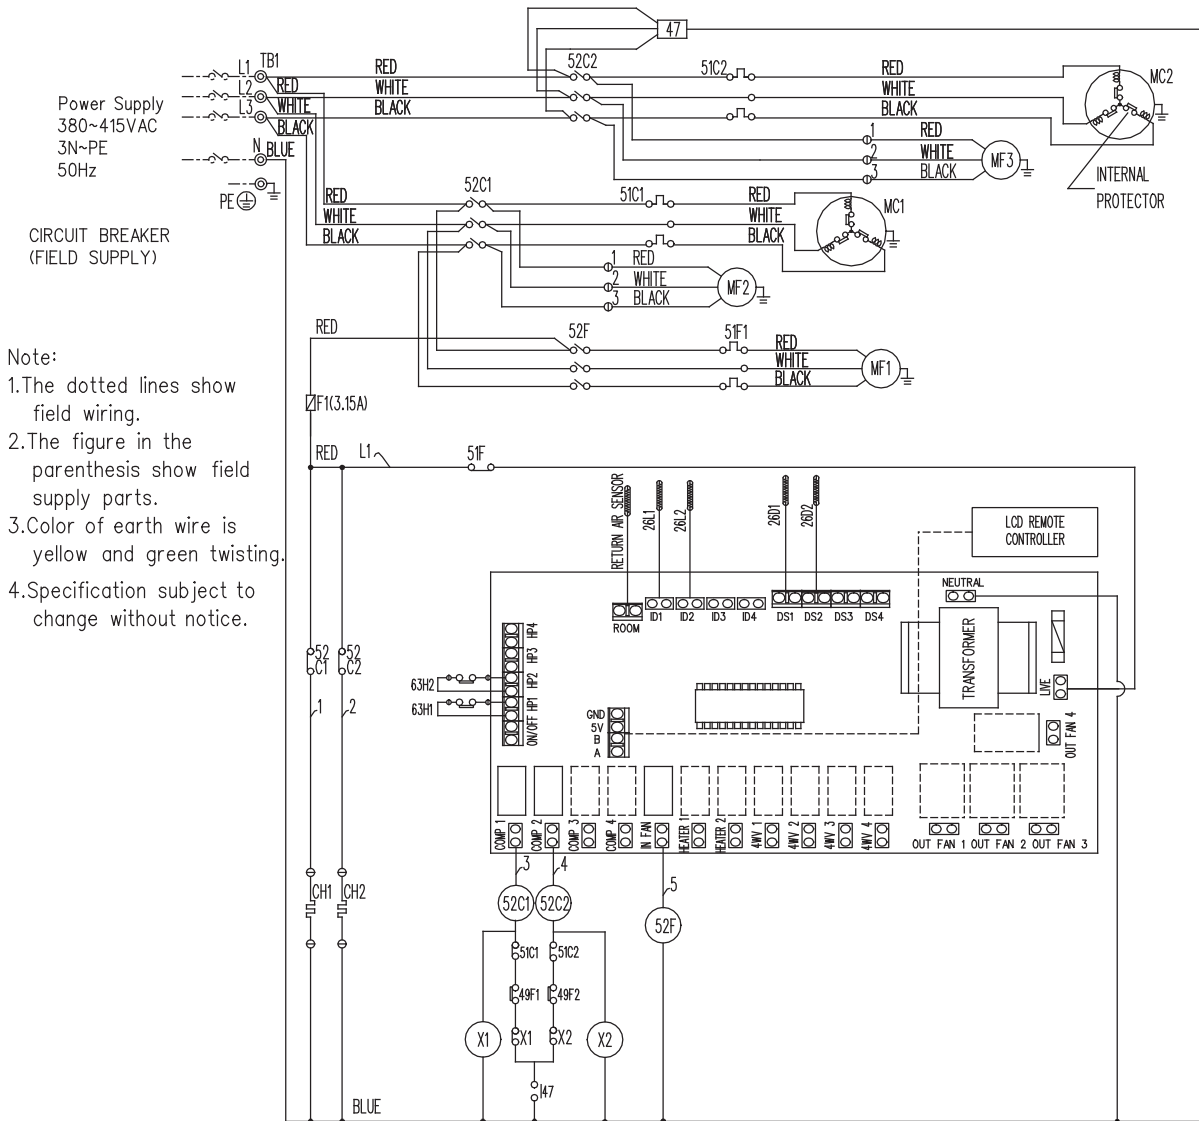 47
L1 TB1 RED 52C2 51C2 RED MC2
RED
L2 WHITE WHITE
WHITE
L3 BLACK BLACK
BLACK
Power Supply
380~415VAC
3N~PE
50Hz
N BLUE
PE
1 RED
2 WHITE MF3
3 BLACK
INTERNAL
PROTECTOR
CIRCUIT BREAKER
(FIELD SUPPLY)
52C1 51C1 MC1
RED RED
WHITE WHITE
BLACK BLACK
1 RED
2 WHITE MF2
3 BLACK
RED 52F 51F1
RED
WHITE MF1
BLACK
Note:
1.The dotted lines show
field wiring.
2.The figure in the
parenthesis show field
supply parts.
3.Color of earth wire is
yellow and green twisting.
4.Specification subject to
change without notice.
F1(3.15A)
RED L1 51F
RETURN AIR SENSOR 26L1 26L2 26D1 26D2
LCD REMOTE
CONTROLLER
NEUTRAL
ROOM ID1 ID2 ID3 ID4 DS1 DS2 DS3 DS4
TRANSFORMER
LIVE
HP4
HP3
HP2
HP1
ON/OFF
63H2
63H1
GND
5V
B
A
OUT FAN 4
52 52
C1 C2
1 2
COMP 1 COMP 2 COMP 3 COMP 4 IN FAN HEATER 1 HEATER 2 4WV 1 4WV 2 4WV 3 4WV 4
OUT FAN 1 OUT FAN 2 OUT FAN 3
3 4 5
CH1 CH2
52C1 52C2 52F
51C1 51C2
49F1 49F2
X1 X1 X2 X2
47
BLUE